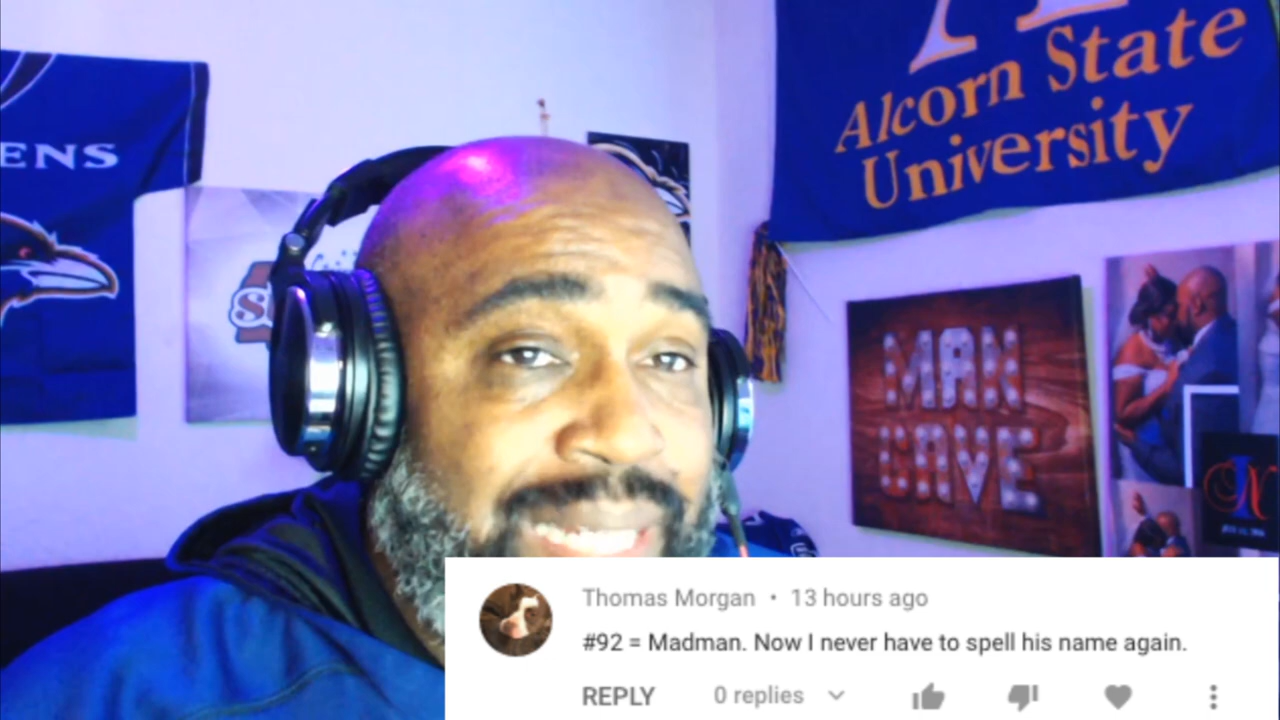 ENS
Alcorn State
University
MAN
CAVE
Thomas Morgan • 13 hours ago
#92 = Madman. Now I never have to spell his name again.
REPLY 0 replies